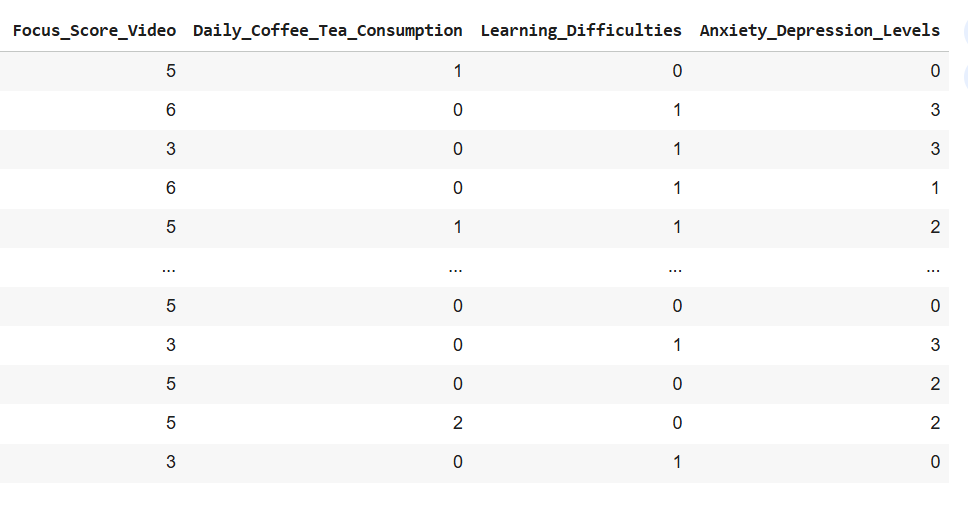 Focus_Score_Video Daily_Coffee_Tea_Consumption Learning_Difficulties Anxiety_Depression_Levels
5 1 0 0
6 0 1 3
3 0 1 3
6 0 1 1
5 1 1 2
... ... ... ...
5 0 0 0
3 0 1 3
5 0 0 2
5 2 0 2
3 0 1 0